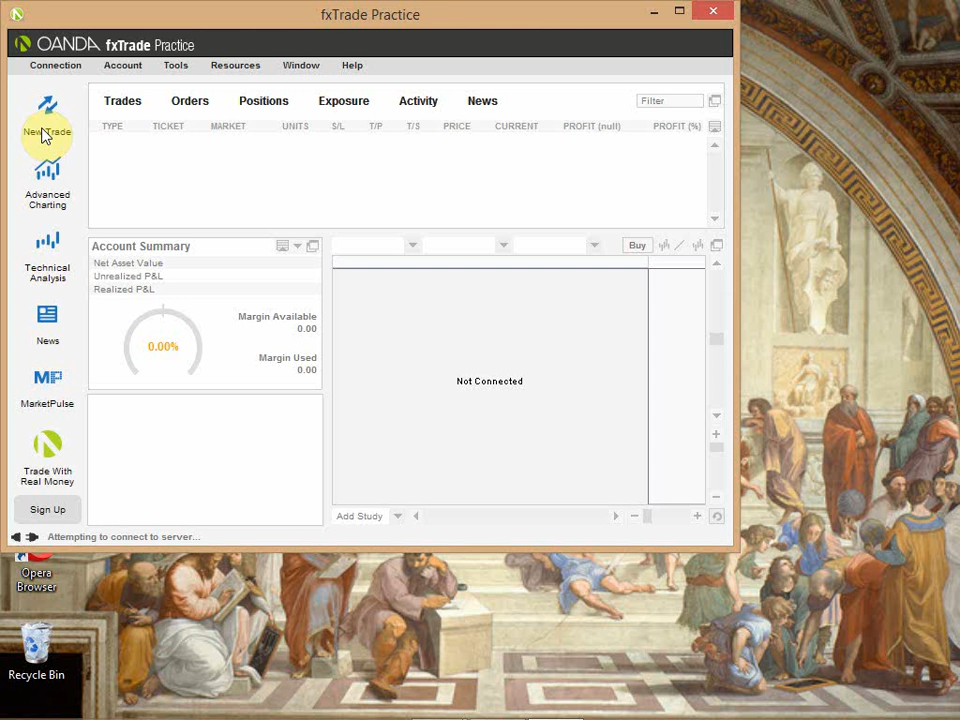 fxTrade Practice
OANDA fxTrade Practice
Connection Account Tools Resources Window Help
New Trade
Advanced
Charting
Technical
Analysis
News
MarketPulse
Trade With
Real Money
Sign Up
Trades Orders Positions Exposure Activity News Filter
TYPE TICKET MARKET UNITS S/L T/P T/S PRICE CURRENT PROFIT (null) PROFIT (%)
Account Summary
Net Asset Value
Unrealized P&L
Realized P&L
0.00%
Margin Available
0.00
Margin Used
0.00
Buy
Not Connected
Add Study
Attempting to connect to server...
Opera
Browser
Recycle Bin